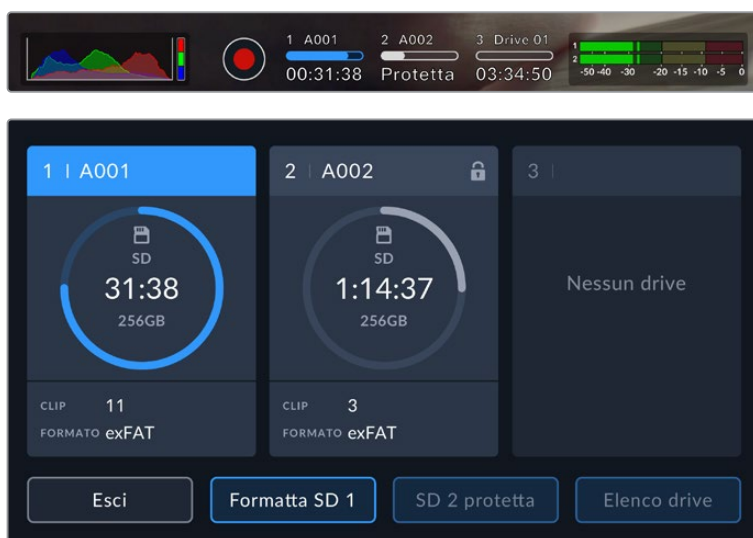 1 A001 2 A002 3 Drive 01
00:31:38 Protetta 03:34:50
1
2
-50 -40 -30 -20 -15 -10 -5 0
1 | A001
SD
31:38
256GB
CLIP 11
FORMATO exFAT
2 | A002
SD
1:14:37
256GB
CLIP 3
FORMATO exFAT
3 |
Nessun drive
Esci
Formatta SD 1
SD 2 protetta
Elenco drive